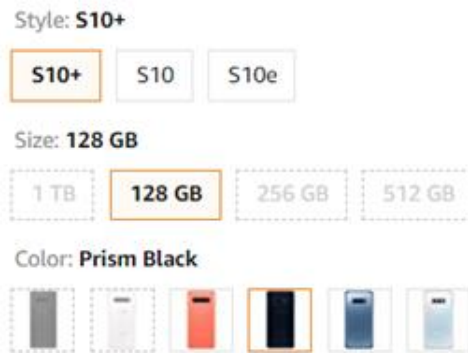 Style: S10+
S10+ S10 S10e
Size: 128 GB
1 TB 128 GB 256 GB 512 GB
Color: Prism Black